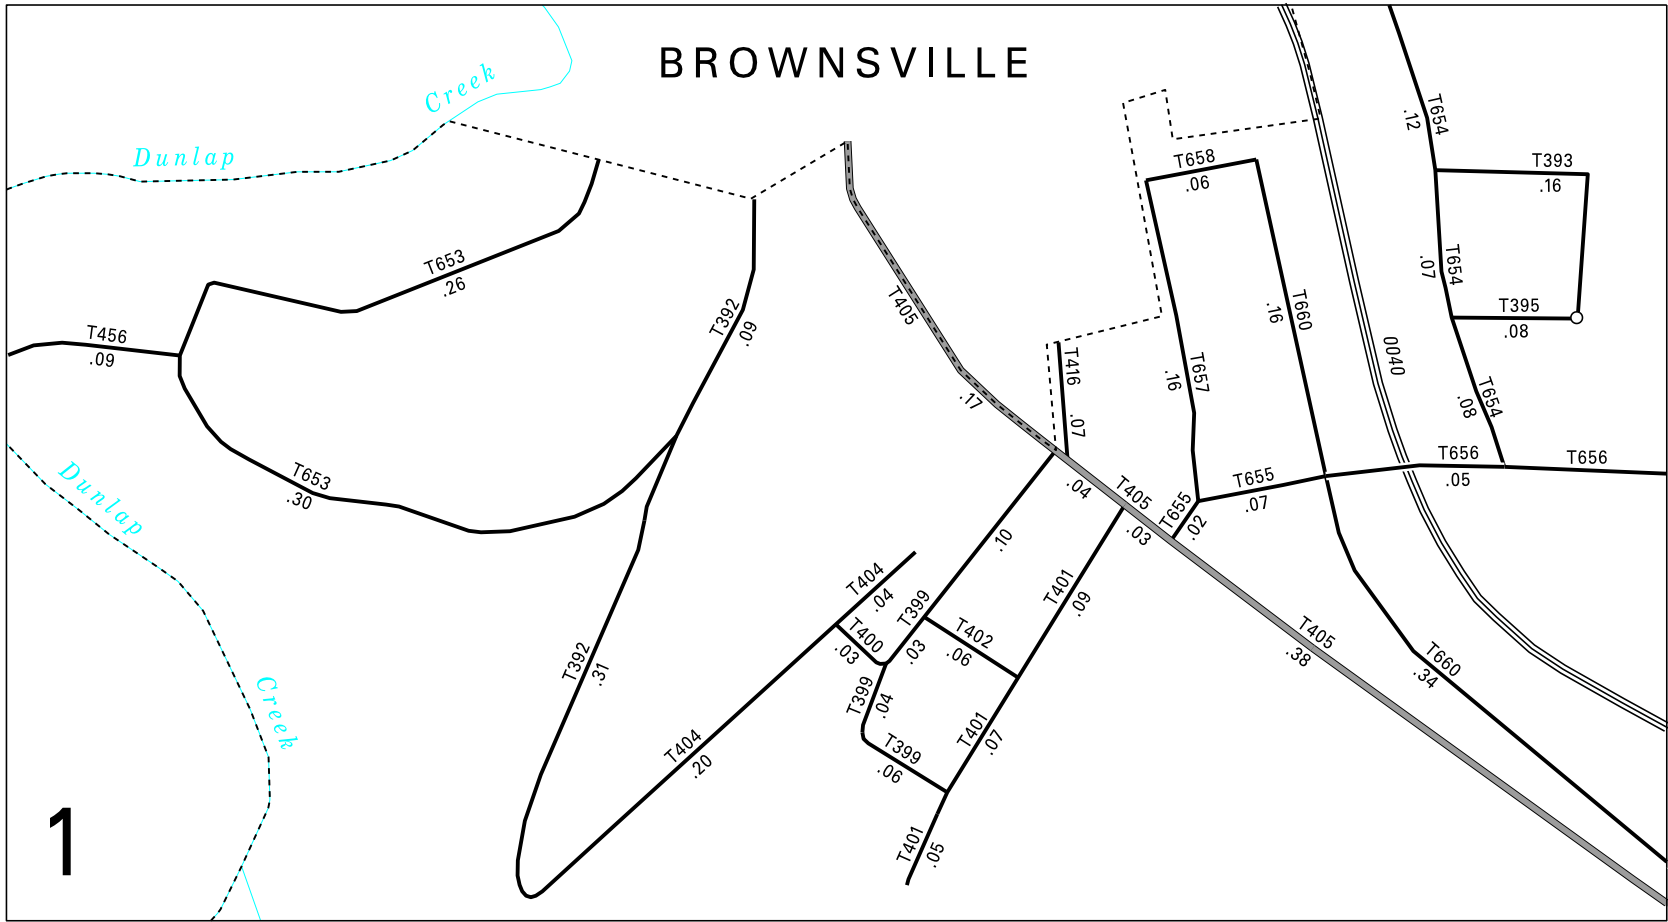 BROWNSVILLE
Creek
Dunlap
T653
.26
T456
.09
T653
.30
Dunlap
Creek
1
T392
.09
T392
.31
T404
.20
T404
.04
T400
.03
T399
.03
.10
T399
.04
T399
.06
T402
.06
T401
.09
T401
.07
T401
.05
T405
.17
T416
.07
.04
T405
.03
T655
.02
T655
.07
T658
.06
T657
.16
T660
.16
0040
T654
.12
T393
.16
T654
.07
T395
.08
T654
.08
T656
.05
T656
T405
.38
T660
.34